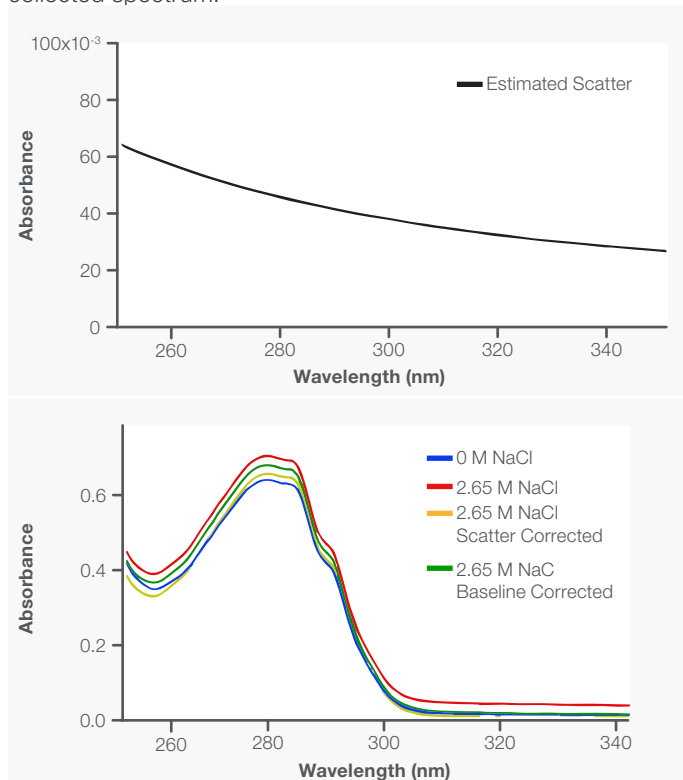 collected spectrum.
100x10-3
80
60
40
20
0
Absorbance
Estimated Scatter
260
280
300
320
340
Wavelength (nm)
0.6
0.4
0.2
0.0
Absorbance
0 M NaCl
2.65 M NaCl
2.65 M NaCl
Scatter Corrected
2.65 M NaC
Baseline Corrected
260
280
300
320
340
Wavelength (nm)